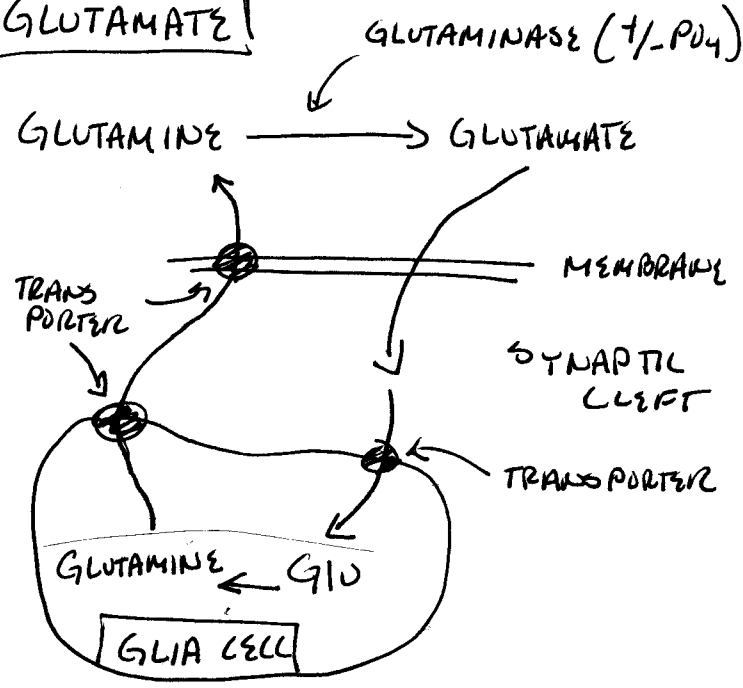 GLUTAMATE
GLUTAMINASE (+/- PO4)
GLUTAMINE
GLUTAMATE
MEMBRANE
TRANS
PORTER
SYNAPTIC
CLEFT
TRANSPORTER
GLUTAMINE
GLU
GLIA CELL